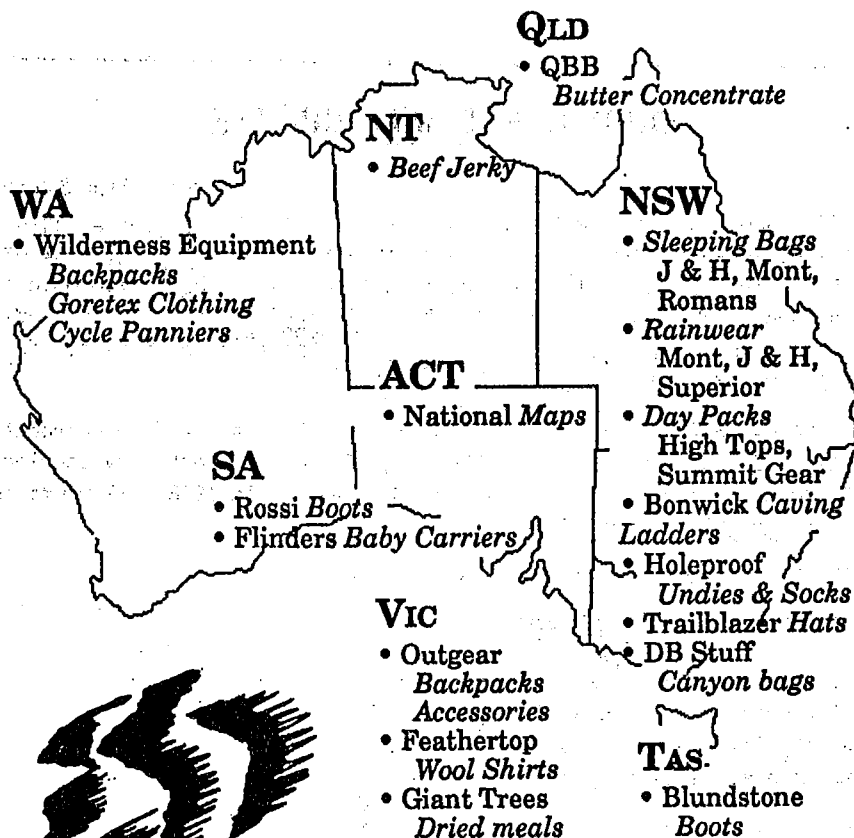 QLD
• QBB
Butter Concentrate
NT
• Beef Jerky
WA
• Wilderness Equipment
Backpacks
Goretex Clothing
Cycle Panniers
NSW
• Sleeping Bags
J & H, Mont,
Romans
• Rainwear
Mont, J & H,
Superior
• Day Packs
High Tops,
Summit Gear
• Bonwick Caving
Ladders
• Holeproof
Undies & Socks
• Trailblazer Hats
• DB Stuff
Canyon bags
ACT
• National Maps
SA
• Rossi Boots
• Flinders Baby Carriers
VIC
• Outgear
Backpacks
Accessories
• Feathertop
Wool Shirts
• Giant Trees
Dried meals
TAS.
• Blundstone
Boots